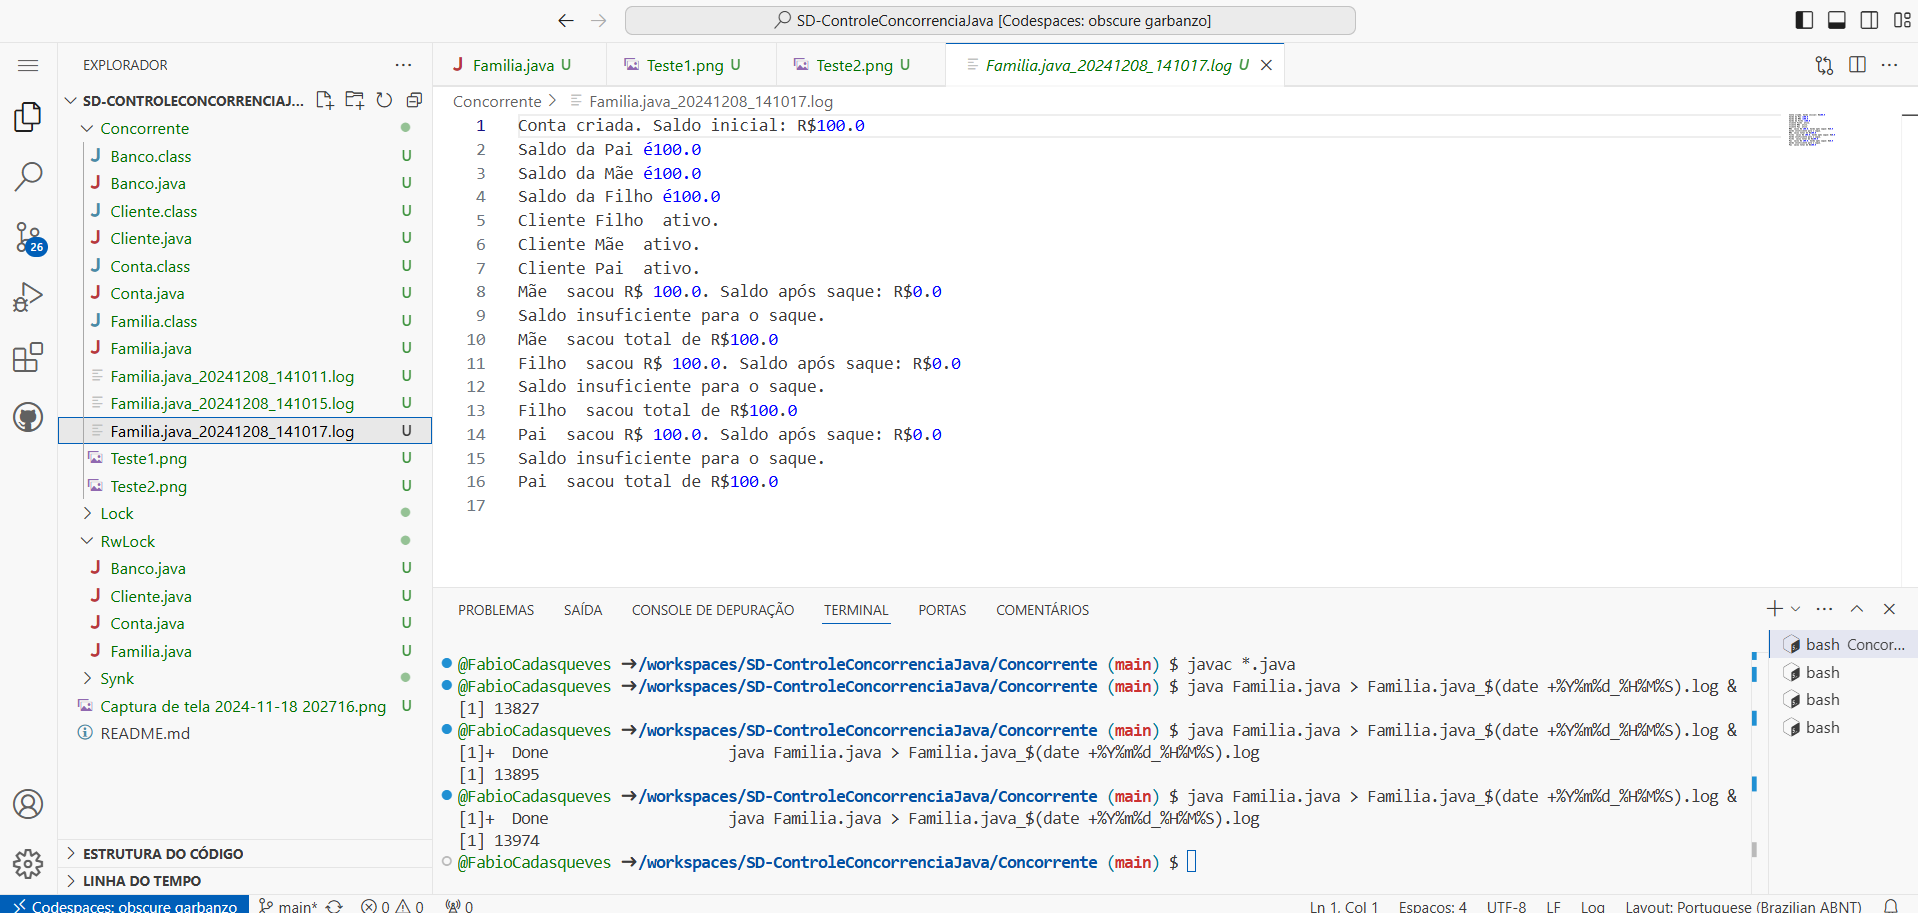 SD-ControleConcorrenciaJava [Codespaces: obscure garbanzo]
EXPLORADOR
SD-CONTROLECONCORRENCIAJ...
Concorrente
Banco.class U
Banco.java U
Cliente.class U
Cliente.java U
Conta.class U
Conta.java U
Familia.class U
Familia.java U
Familia.java_20241208_141011.log U
Familia.java_20241208_141015.log U
Familia.java_20241208_141017.log U
Teste1.png U
Teste2.png U
Lock
RwLock
Banco.java U
Cliente.java U
Conta.java U
Familia.java U
Synk
Captura de tela 2024-11-18 202716.png U
README.md
ESTRUTURA DO CÓDIGO
LINHA DO TEMPO
26
Familia.java U
Teste1.png U
Teste2.png U
Familia.java_20241208_141017.log U
Concorrente > Familia.java_20241208_141017.log
1 Conta criada. Saldo inicial: R$100.0
2 Saldo da Pai é100.0
3 Saldo da Mãe é100.0
4 Saldo da Filho é100.0
5 Cliente Filho  ativo.
6 Cliente Mãe  ativo.
7 Cliente Pai  ativo.
8 Mãe  sacou R$ 100.0. Saldo após saque: R$0.0
9 Saldo insuficiente para o saque.
10 Mãe  sacou total de R$100.0
11 Filho  sacou R$ 100.0. Saldo após saque: R$0.0
12 Saldo insuficiente para o saque.
13 Filho  sacou total de R$100.0
14 Pai  sacou R$ 100.0. Saldo após saque: R$0.0
15 Saldo insuficiente para o saque.
16 Pai  sacou total de R$100.0
17
PROBLEMAS SAÍDA CONSOLE DE DEPURAÇÃO TERMINAL PORTAS COMENTÁRIOS
@FabioCadasqueves ➜/workspaces/SD-ControleConcorrenciaJava/Concorrente (main) $ javac *.java
@FabioCadasqueves ➜/workspaces/SD-ControleConcorrenciaJava/Concorrente (main) $ java Familia.java > Familia.java_$(date +%Y%m%d_%H%M%S).log &
[1] 13827
@FabioCadasqueves ➜/workspaces/SD-ControleConcorrenciaJava/Concorrente (main) $ java Familia.java > Familia.java_$(date +%Y%m%d_%H%M%S).log &
[1]+  Done                    java Familia.java > Familia.java_$(date +%Y%m%d_%H%M%S).log
[1] 13895
@FabioCadasqueves ➜/workspaces/SD-ControleConcorrenciaJava/Concorrente (main) $ java Familia.java > Familia.java_$(date +%Y%m%d_%H%M%S).log &
[1]+  Done                    java Familia.java > Familia.java_$(date +%Y%m%d_%H%M%S).log
[1] 13974
@FabioCadasqueves ➜/workspaces/SD-ControleConcorrenciaJava/Concorrente (main) $
bash Concor...
bash
bash
bash
Codespaces: obscure garbanzo main* 0 0 0 Ln 1, Col 1 Espaços: 4 UTF-8 LF Log Layout: Portuguese (Brazilian ABNT)